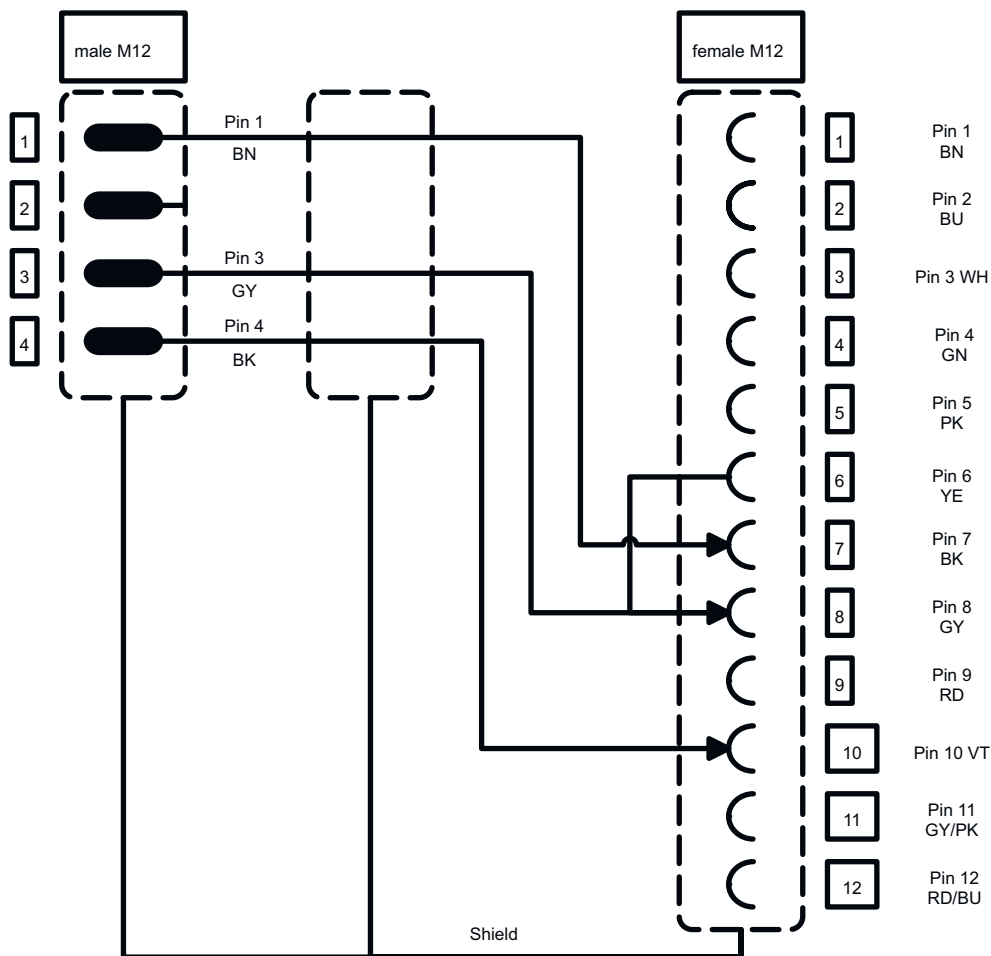 male M12
female M12
1
Pin 1
BN
2
3
Pin 3
GY
4
Pin 4
BK
1
Pin 1
BN
2
Pin 2
BU
3
Pin 3 WH
4
Pin 4
GN
5
Pin 5
PK
6
Pin 6
YE
7
Pin 7
BK
8
Pin 8
GY
9
Pin 9
RD
10
Pin 10 VT
11
Pin 11
GY/PK
12
Pin 12
RD/BU
Shield